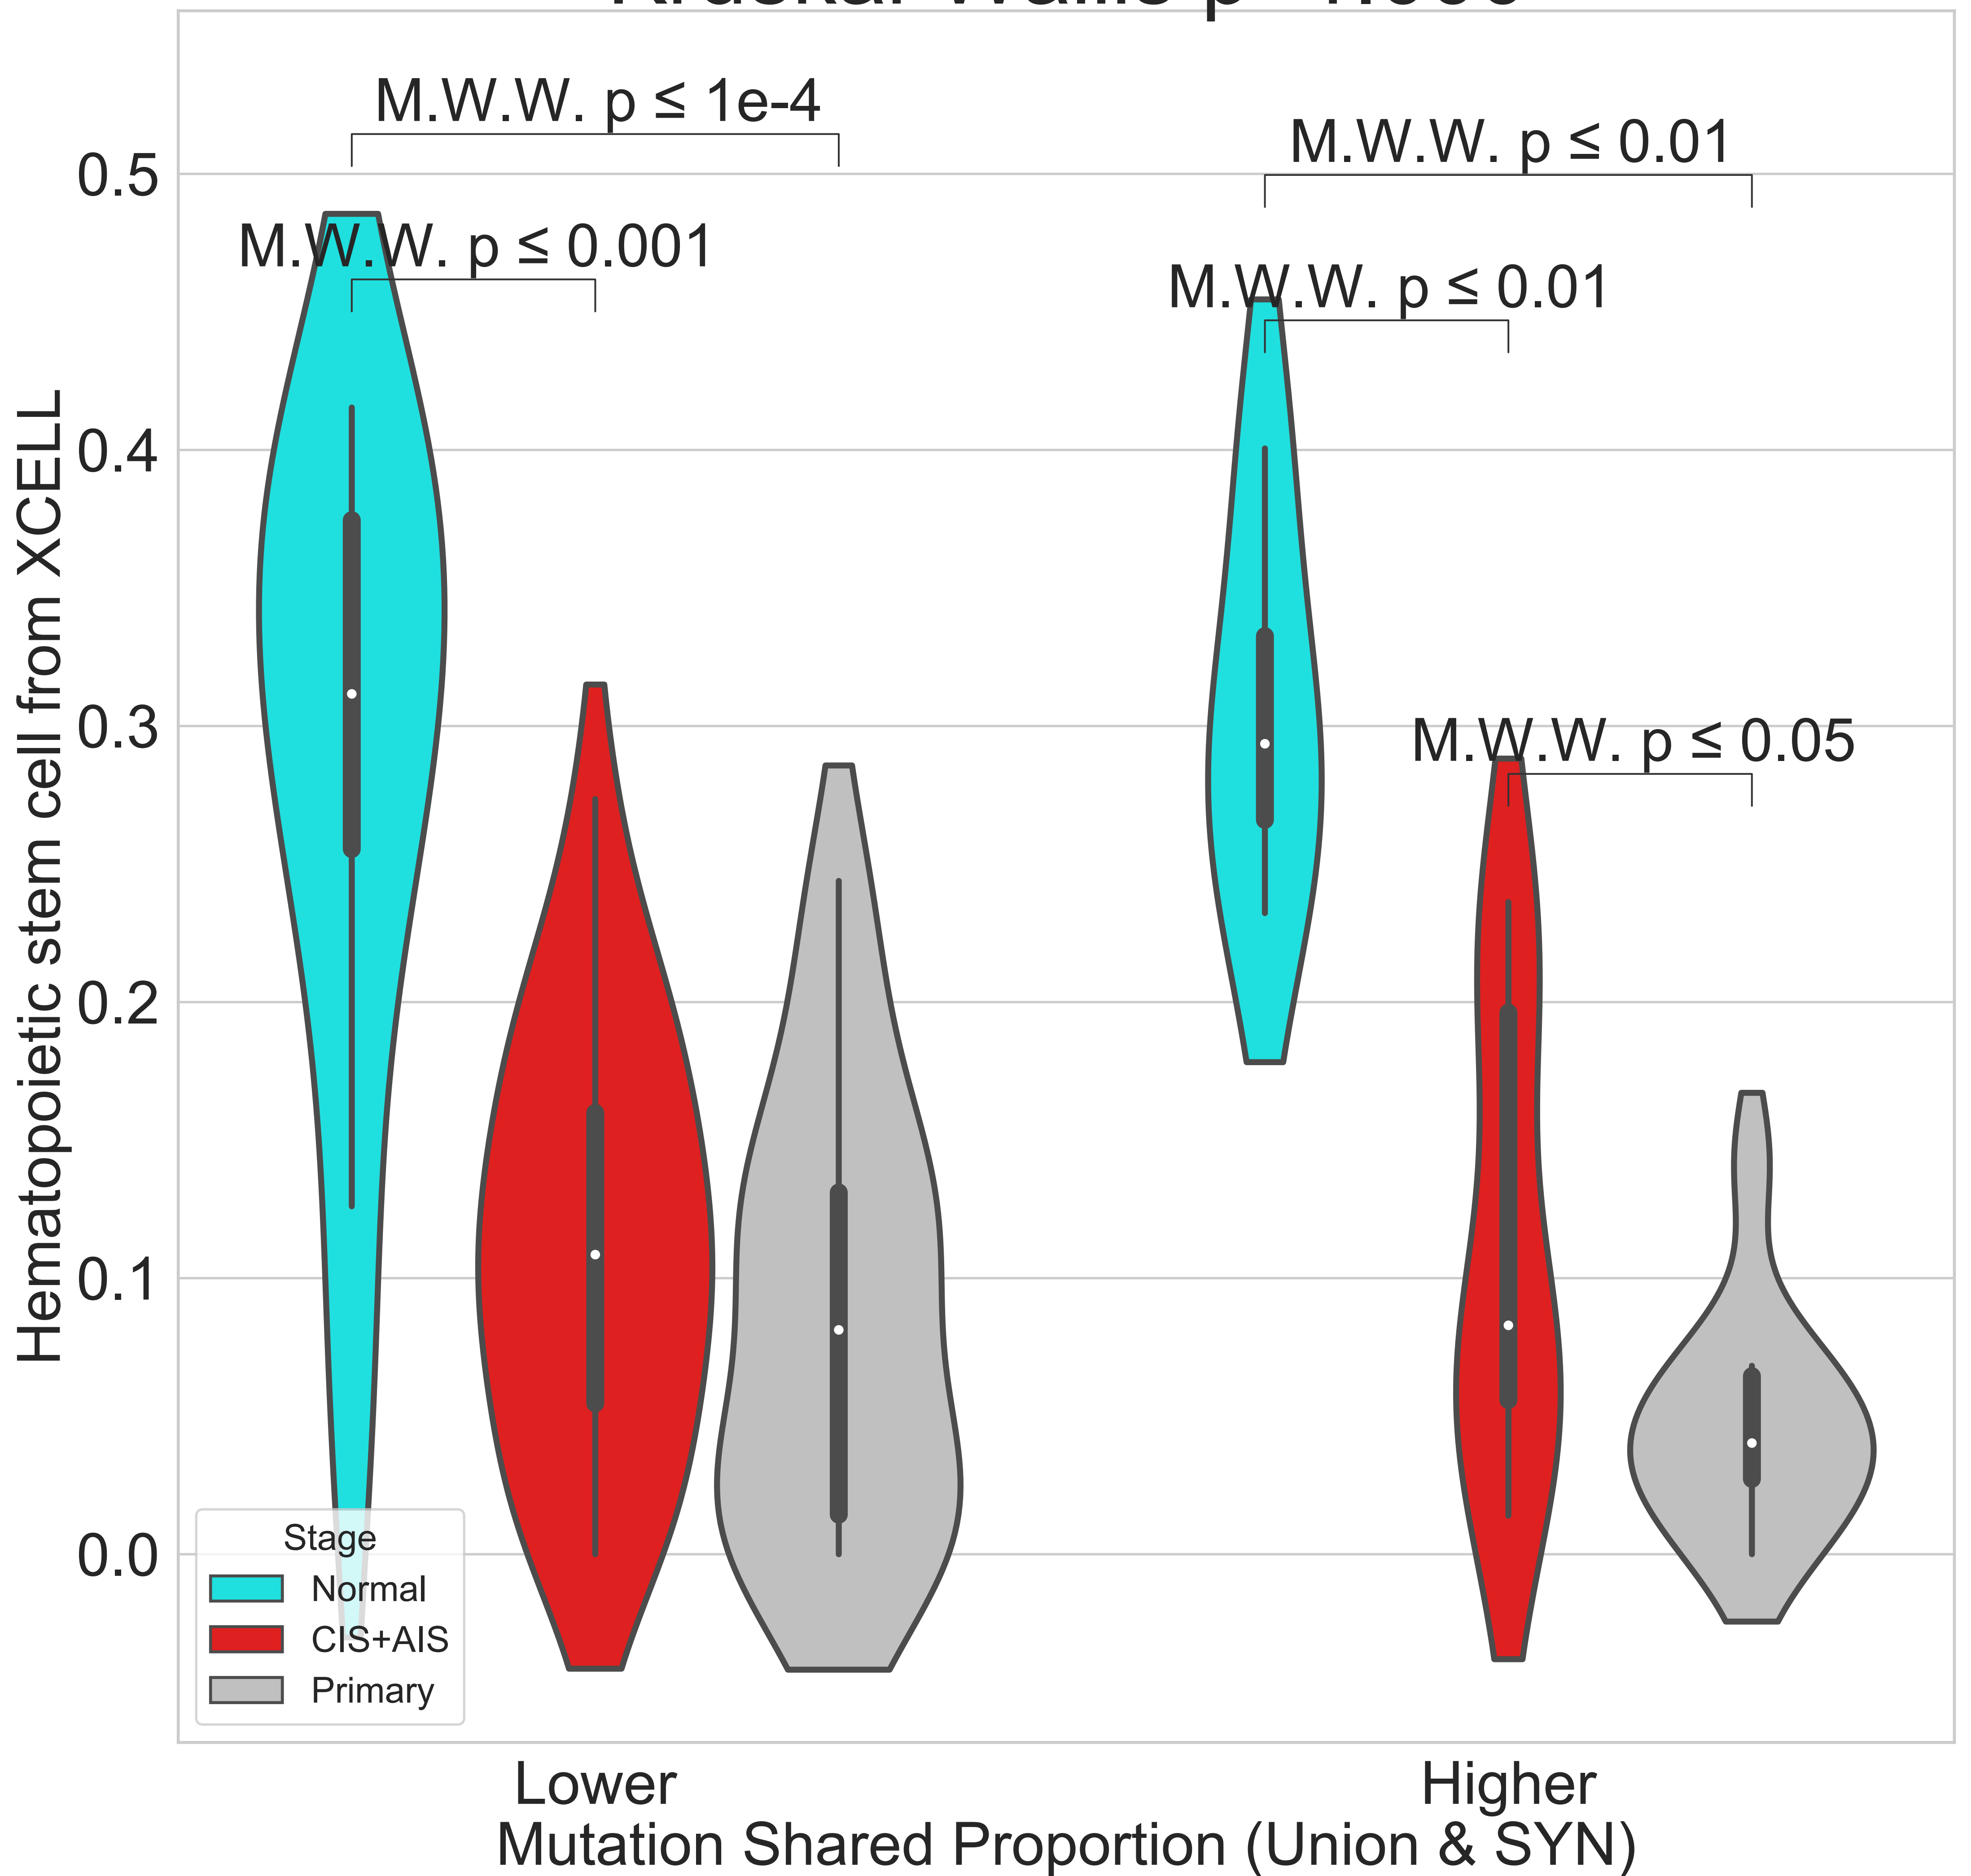 M.W.W. p ≤ 1e-4
M.W.W. p ≤ 0.01
M.W.W. p ≤ 0.001
M.W.W. p ≤ 0.01
M.W.W. p ≤ 0.05
Hematopoietic stem cell from XCELL
0.5
0.4
0.3
0.2
0.1
0.0
Stage
Normal
CIS+AIS
Primary
Lower
Higher
Mutation Shared Proportion (Union & SYN)